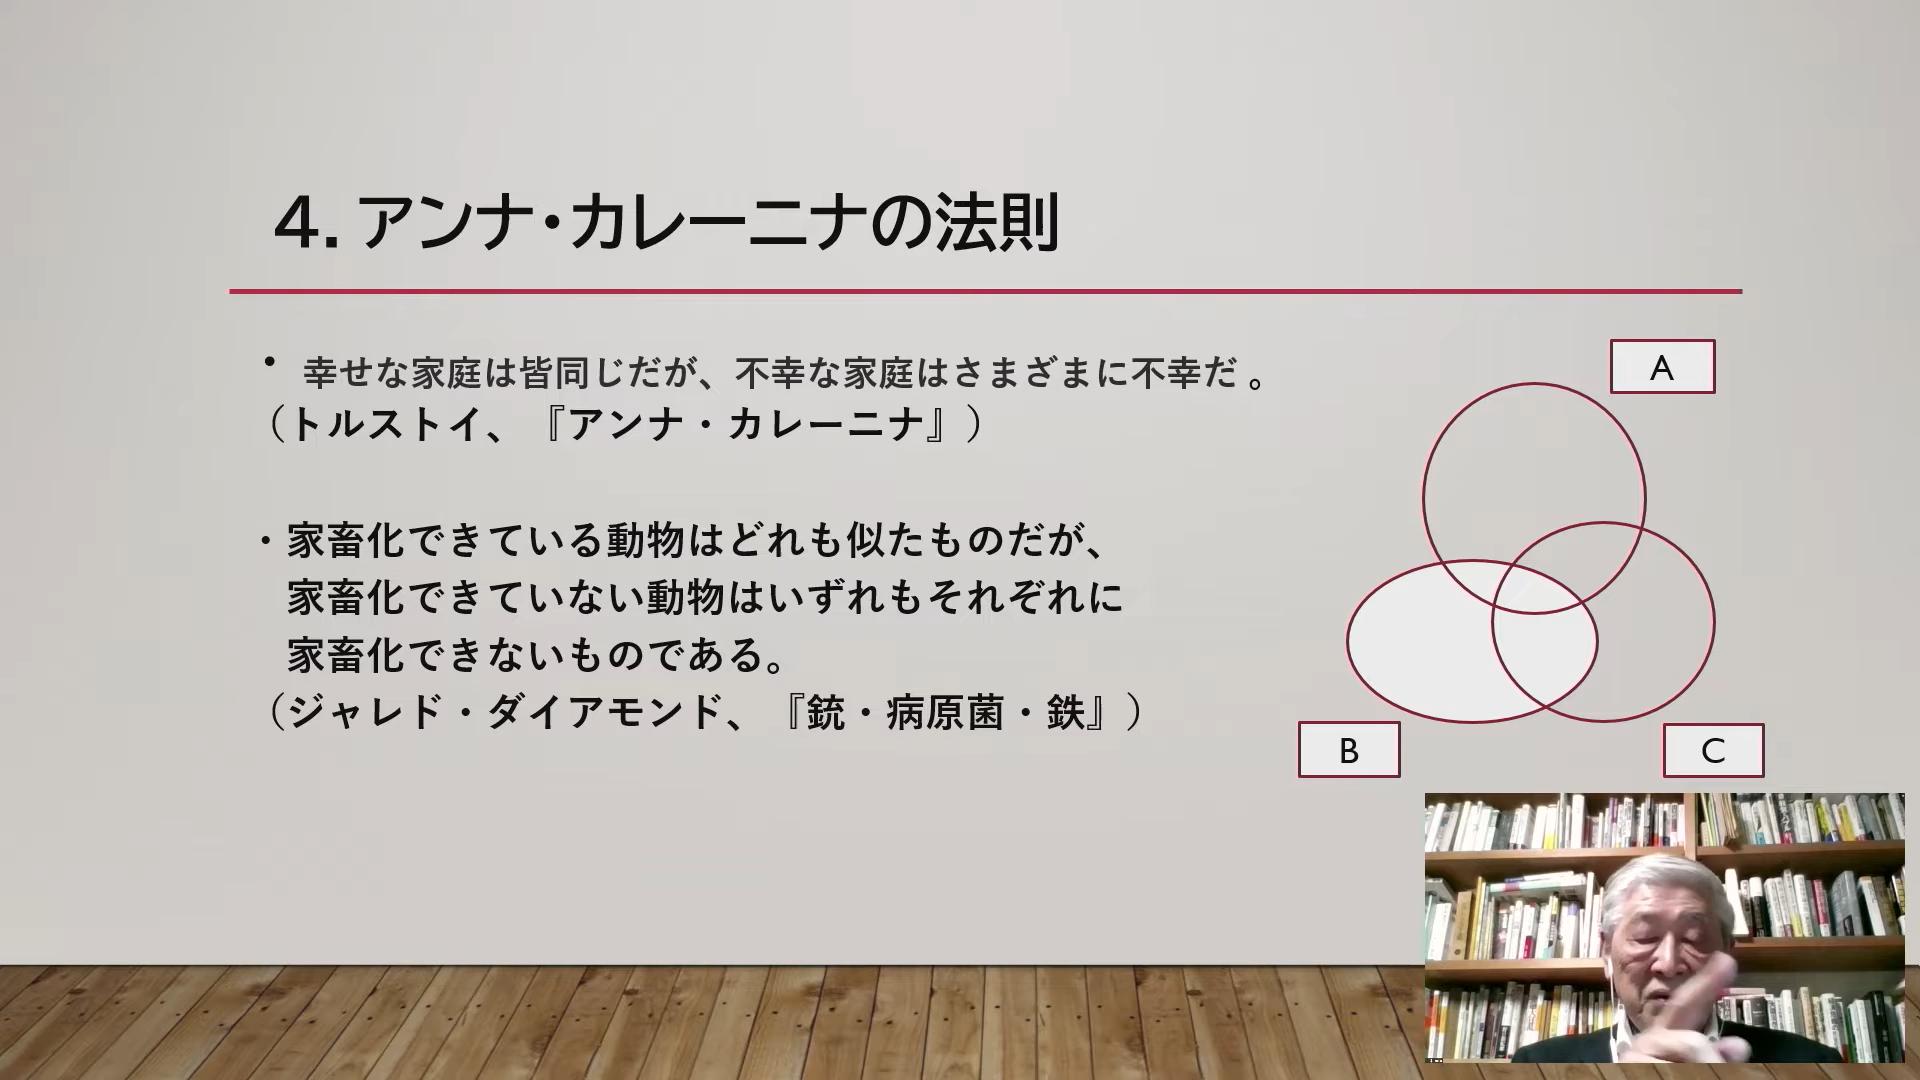 4. アンナ・カレーニナの法則
• 幸せな家庭は皆同じだが、不幸な家庭はさまざまに不幸だ 。
（トルストイ、『アンナ・カレーニナ』）
・家畜化できている動物はどれも似たものだが、
家畜化できていない動物はいずれもそれぞれに
家畜化できないものである。
（ジャレド・ダイアモンド、『銃・病原菌・鉄』）
A
B
C